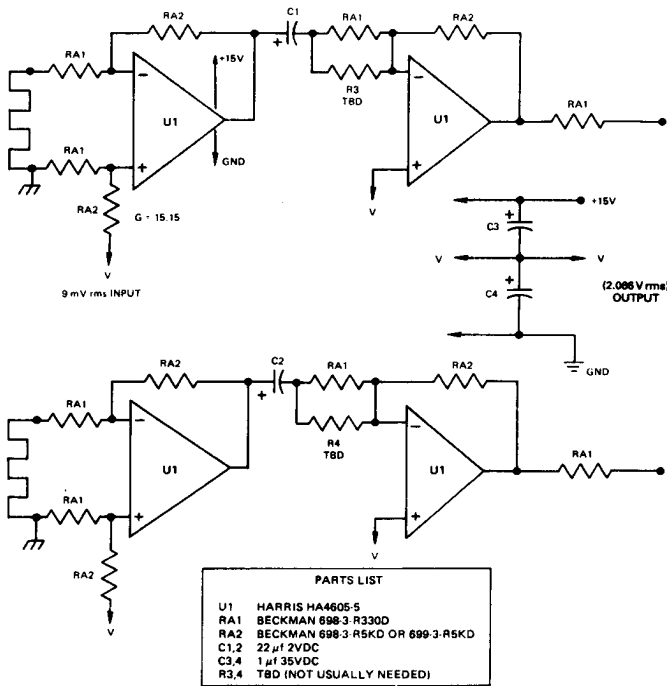 C1
RA2
RA1
RA2
+
RA1
+15V
−
R3
TBD
−
RA1
U1
U1
RA1
+
GND
+
RA2
G = 15.15
V
+15V
+
C3
V
9 mV rms INPUT
V
V
+
C4
(2.086 V rms)
OUTPUT
GND
C2
RA2
RA1
RA2
+
RA1
−
R4
TBD
−
RA1
U1
U1
RA1
+
+
RA2
V
V
PARTS LIST
U1 HARRIS HA4605-5
RA1 BECKMAN 698-3-R330D
RA2 BECKMAN 698-3-R5KD OR 699-3-R5KD
C1,2 22 μf 2VDC
C3,4 1 μf 35VDC
R3,4 TBD (NOT USUALLY NEEDED)